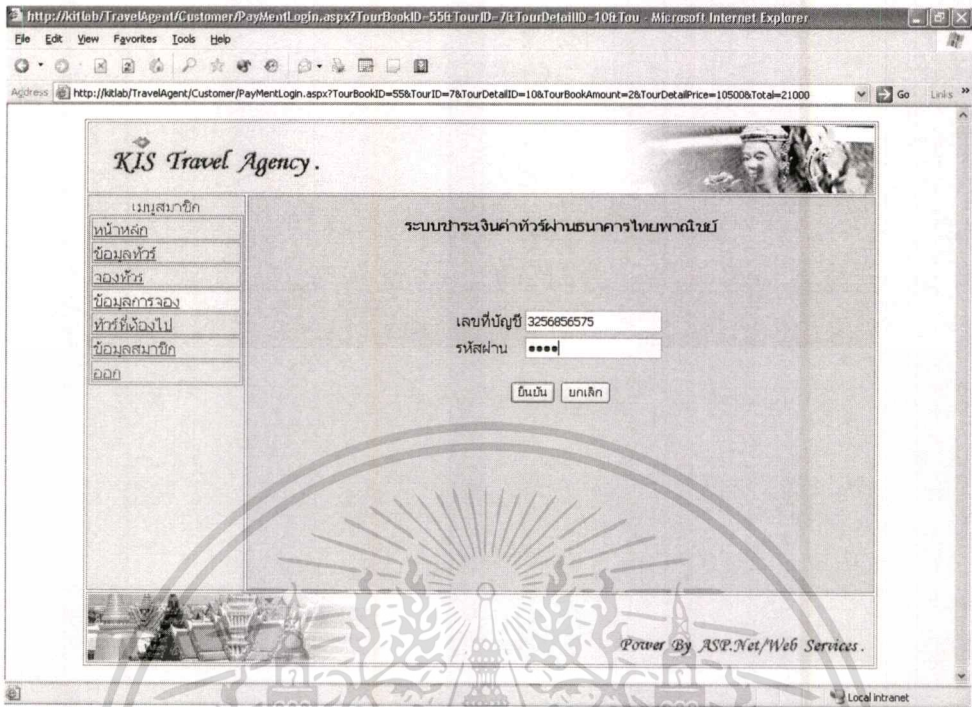 http://kitlab/TravelAgent/Customer/PayMentLogin.aspx?TourBookID=55&TourID=7&TourDetailID=10&Tou - Microsoft Internet Explorer
File Edit View Favorites Tools Help
Address http://kitlab/TravelAgent/Customer/PayMentLogin.aspx?TourBookID=55&TourID=7&TourDetailID=10&TourBookAmount=2&TourDetailPrice=10500&Total=21000 Go Links »
KIS Travel Agency.
เมนูสมาชิก
หน้าหลัก
ข้อมูลทัวร์
จองทัวร์
ข้อมูลการจอง
ทัวร์ที่ต้องไป
ข้อมูลสมาชิก
ออก
ระบบชำระเงินค่าทัวร์ผ่านธนาคารไทยพาณิชย์
เลขที่บัญชี 3256856575
รหัสผ่าน ●●●●
ยืนยัน ยกเลิก
Power By ASP.Net/Web Services.
Local intranet